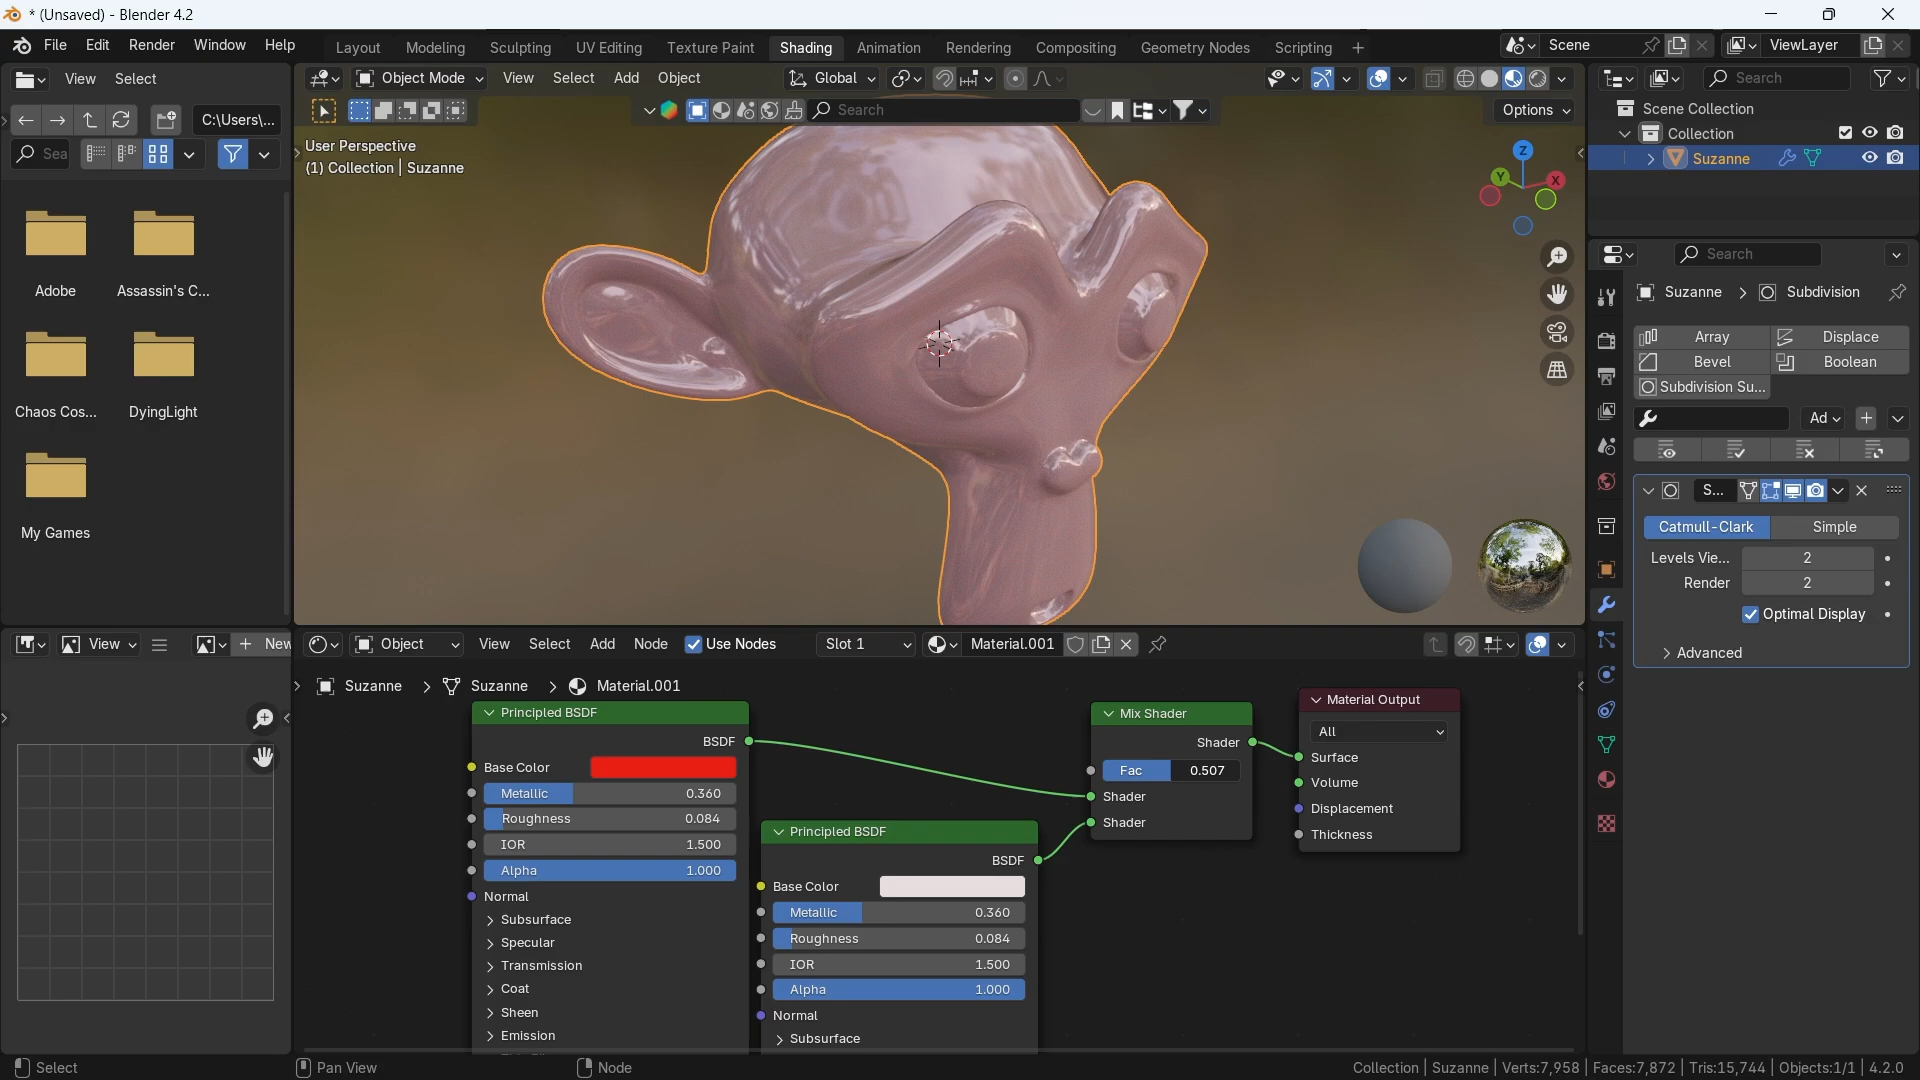 * (Unsaved) - Blender 4.2
File Edit Render Window Help
Layout Modeling Sculpting UV Editing Texture Paint Shading Animation Rendering Compositing Geometry Nodes Scripting +
Scene
ViewLayer
View Select
Object Mode View Select Add Object
Global
Search
C:\Users\...
Search
Options
Sea
User Perspective
(1) Collection | Suzanne
Z
Y
X
Scene Collection
Collection
Suzanne
Adobe
Assassin's C...
Chaos Cos...
DyingLight
My Games
Search
Suzanne > Subdivision
Array
Displace
Bevel
Boolean
Subdivision Su...
Ad
S...
Catmull-Clark
Simple
Levels Vie...
2
Render
2
Optimal Display
Advanced
View
+ New
Object View Select Add Node Use Nodes
Slot 1
Material.001
Suzanne > Suzanne > Material.001
Principled BSDF
BSDF
Base Color
Metallic 0.360
Roughness 0.084
IOR 1.500
Alpha 1.000
Normal
Subsurface
Specular
Transmission
Coat
Sheen
Emission
Principled BSDF
BSDF
Base Color
Metallic 0.360
Roughness 0.084
IOR 1.500
Alpha 1.000
Normal
Subsurface
Mix Shader
Shader
Fac 0.507
Shader
Shader
Material Output
All
Surface
Volume
Displacement
Thickness
Select
Pan View
Node
Collection | Suzanne | Verts:7,958 | Faces:7,872 | Tris:15,744 | Objects:1/1 | 4.2.0